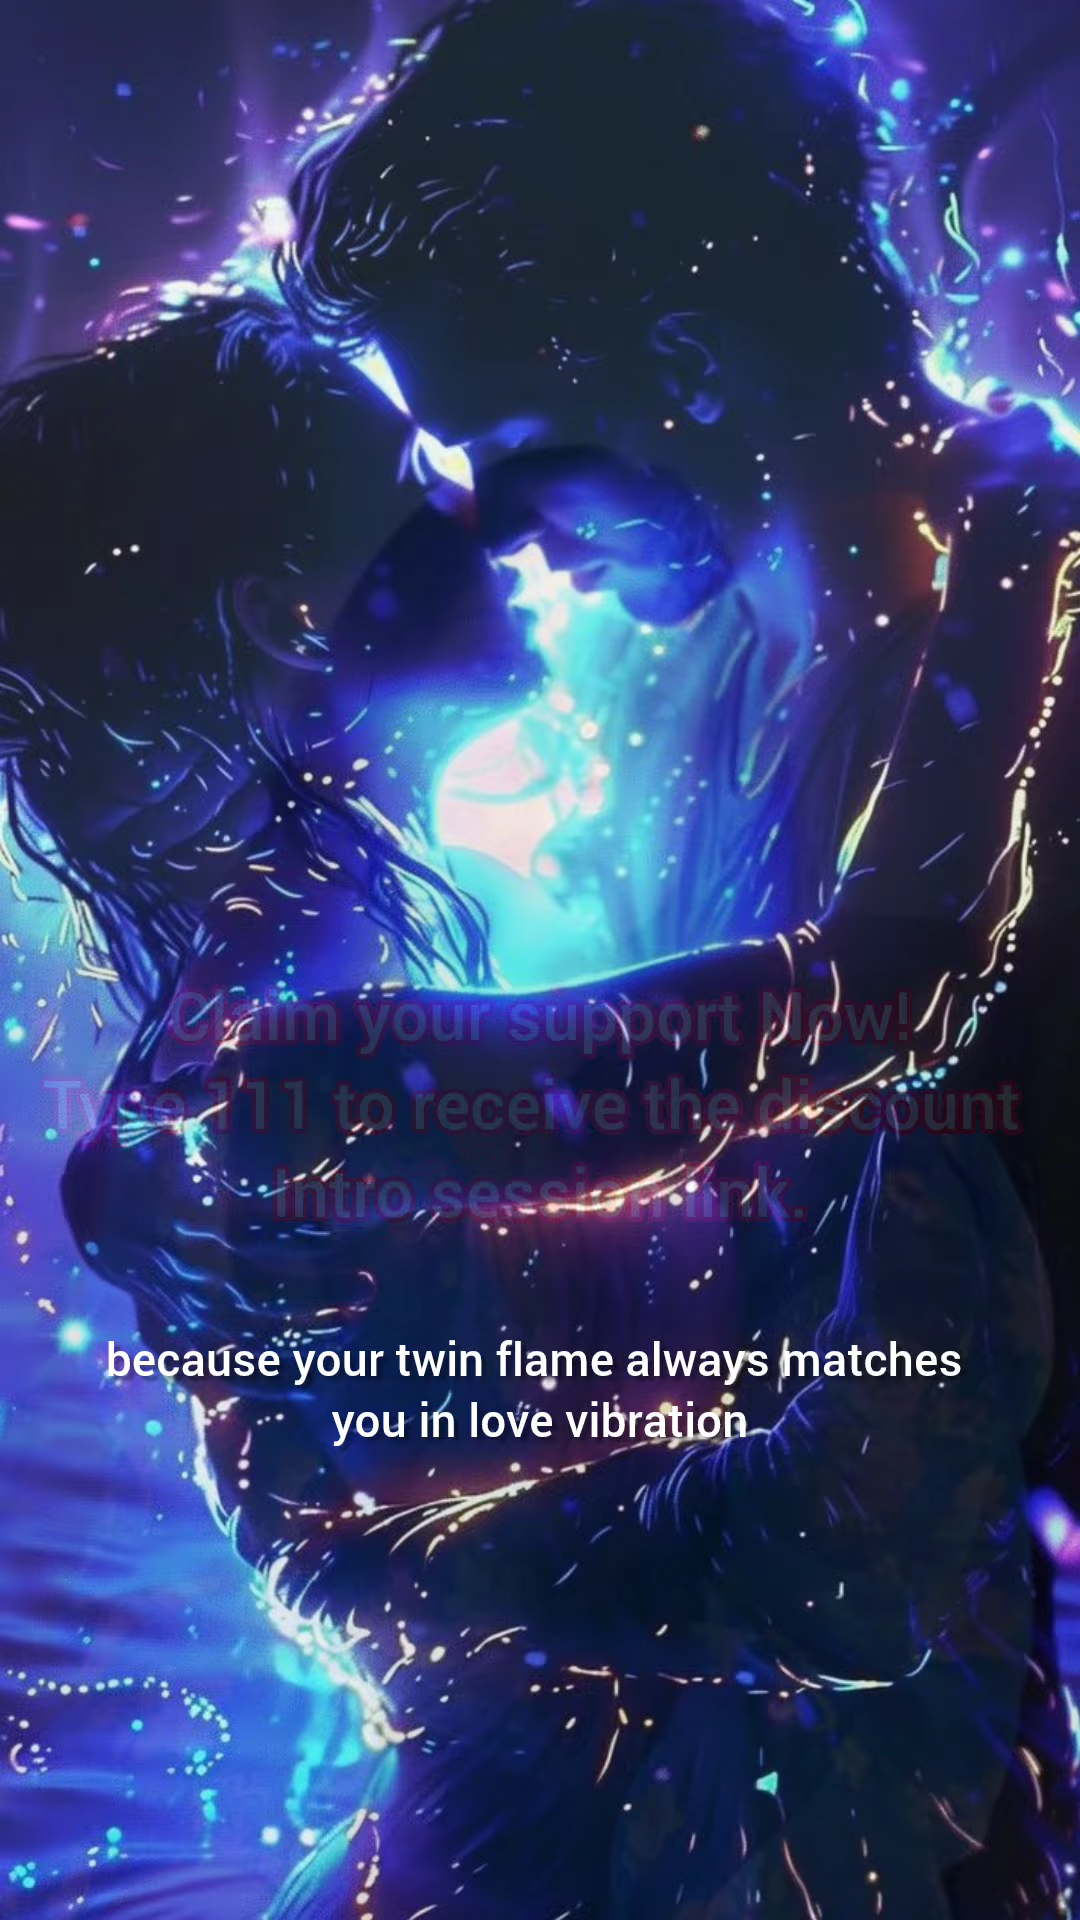 Claim your support Now!
Type 111 to receive the discount
Intro session link.
because your twin flame always matches
you in love vibration